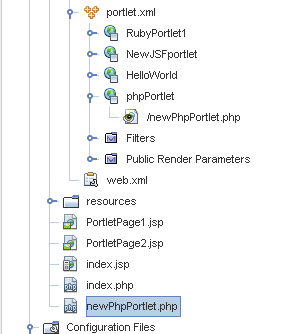 portlet.xml
RubyPortlet1
NewJSFportlet
HelloWorld
phpPortlet
/newPhpPortlet.php
Filters
Public Render Parameters
web.xml
resources
PortletPage1.jsp
PortletPage2.jsp
index.jsp
index.php
newPhpPortlet.php
Configuration Files